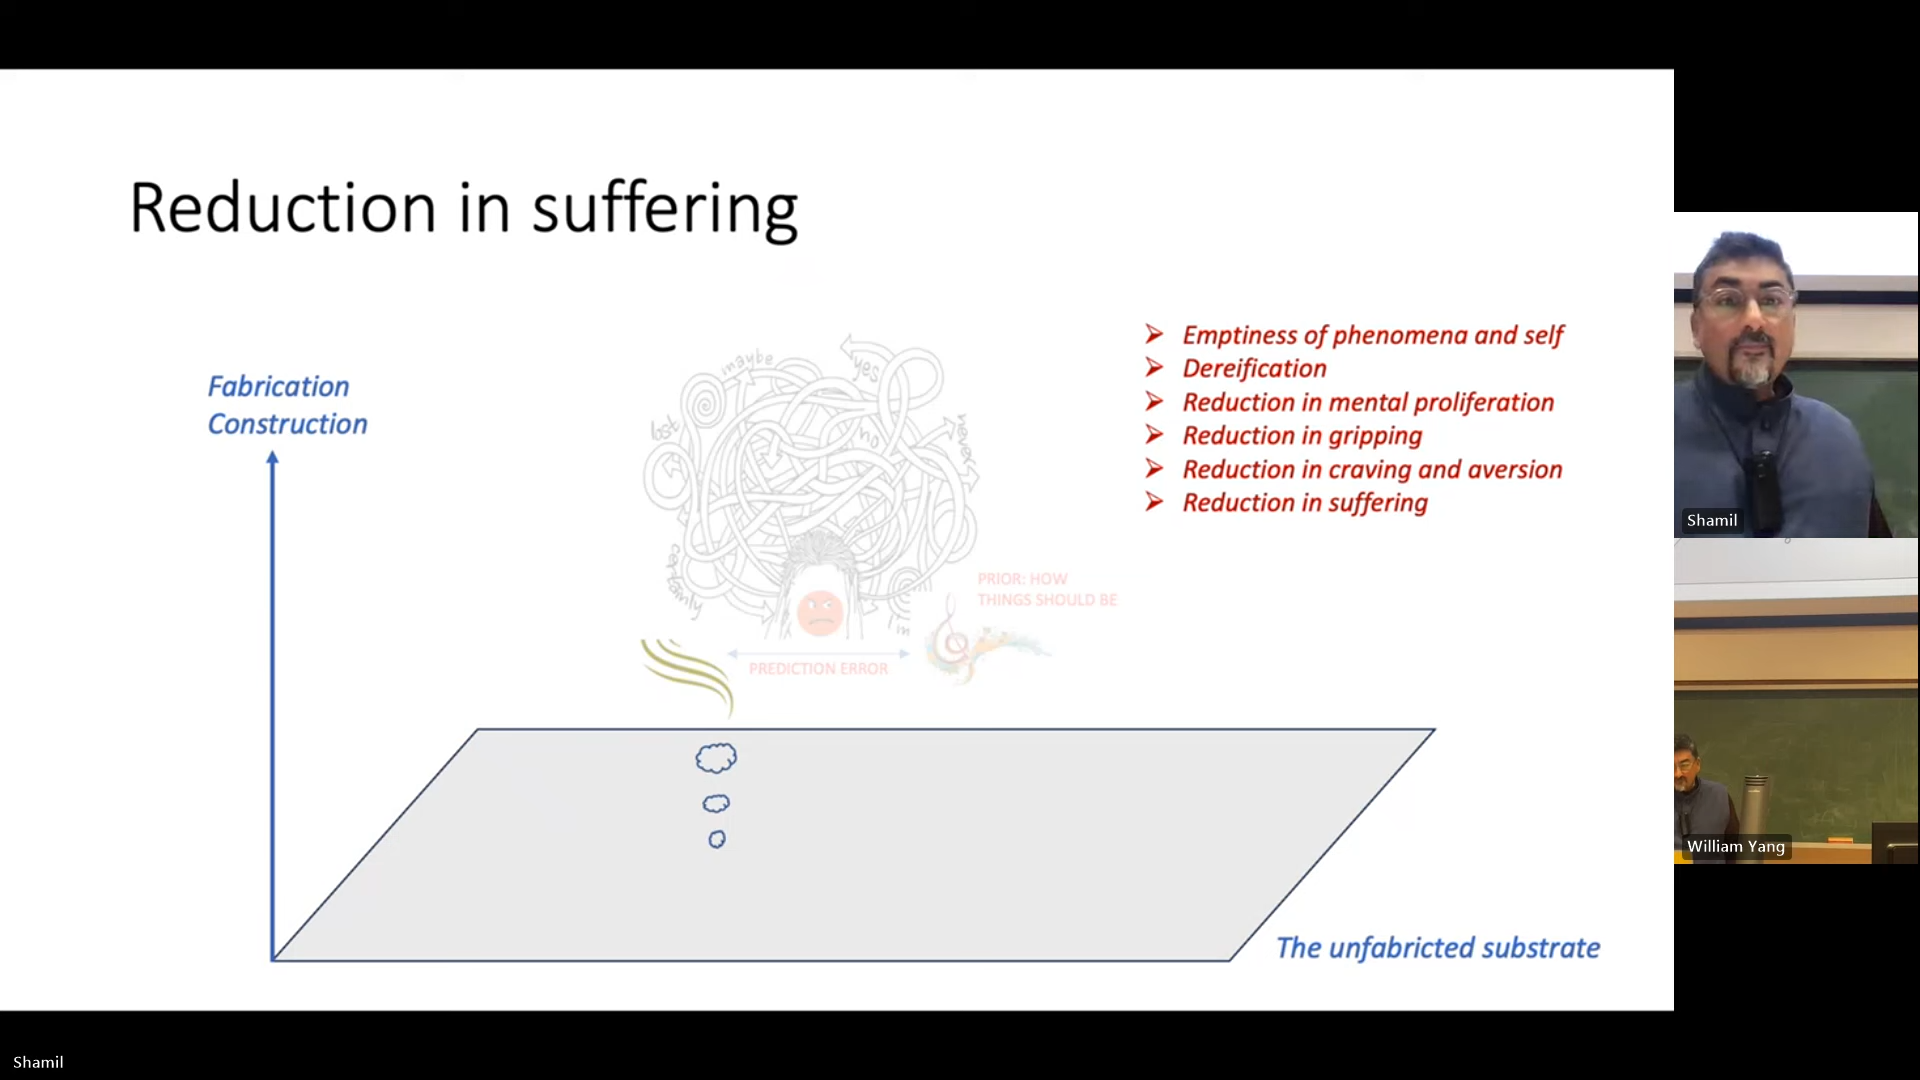 Reduction in suffering
Fabrication
Construction
maybe
yes
lost
no
never
certainly
PRIOR: HOW
THINGS SHOULD BE
PREDICTION ERROR
➢ Emptiness of phenomena and self
➢ Dereification
➢ Reduction in mental proliferation
➢ Reduction in gripping
➢ Reduction in craving and aversion
➢ Reduction in suffering
The unfabricted substrate
Shamil
William Yang
Shamil